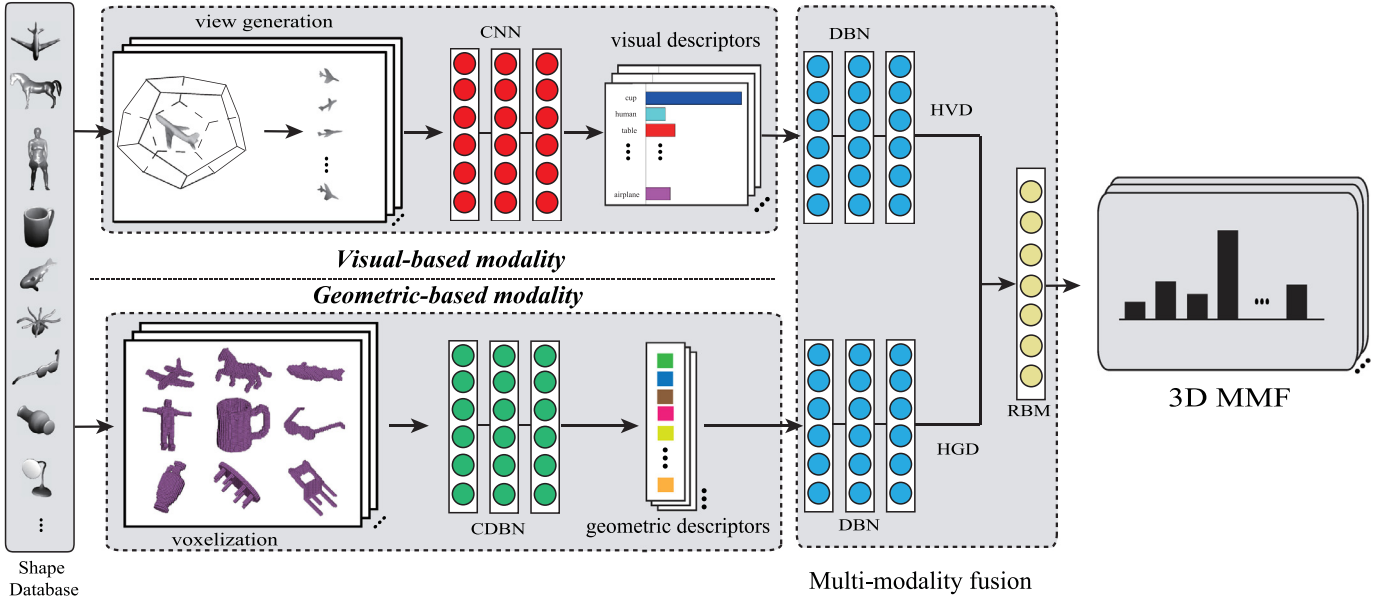 view generation
CNN
visual descriptors
cup
human
table
airplane
DBN
HVD
Visual-based modality
Geometric-based modality
voxelization
CDBN
geometric descriptors
HGD
DBN
RBM
3D MMF
Shape
Database
Multi-modality fusion